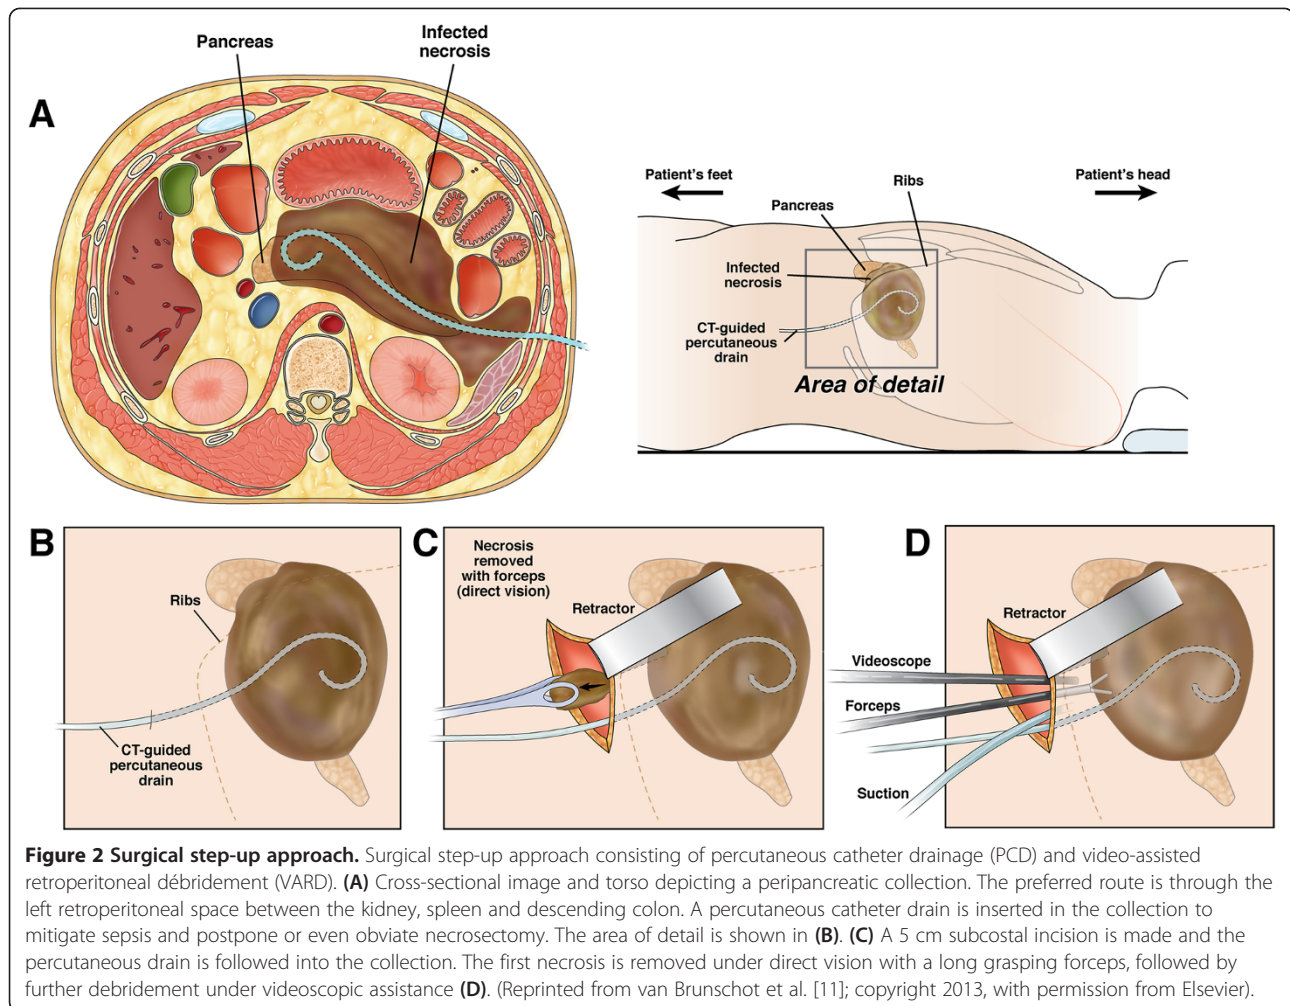 A
Pancreas
Infected
necrosis
Patient's feet
Patient's head
Ribs
Pancreas
Infected
necrosis
CT-guided
percutaneous
drain
Area of detail
B
Ribs
CT-guided
percutaneous
drain
C
Necrosis
removed
with forceps
(direct vision)
Retractor
D
Retractor
Videoscope
Forceps
Suction
Figure 2 Surgical step-up approach. Surgical step-up approach consisting of percutaneous catheter drainage (PCD) and video-assisted
retroperitoneal débridement (VARD). (A) Cross-sectional image and torso depicting a peripancreatic collection. The preferred route is through the
left retroperitoneal space between the kidney, spleen and descending colon. A percutaneous catheter drain is inserted in the collection to
mitigate sepsis and postpone or even obviate necrosectomy. The area of detail is shown in (B). (C) A 5 cm subcostal incision is made and the
percutaneous drain is followed into the collection. The first necrosis is removed under direct vision with a long grasping forceps, followed by
further debridement under videoscopic assistance (D). (Reprinted from van Brunschot et al. [11]; copyright 2013, with permission from Elsevier).